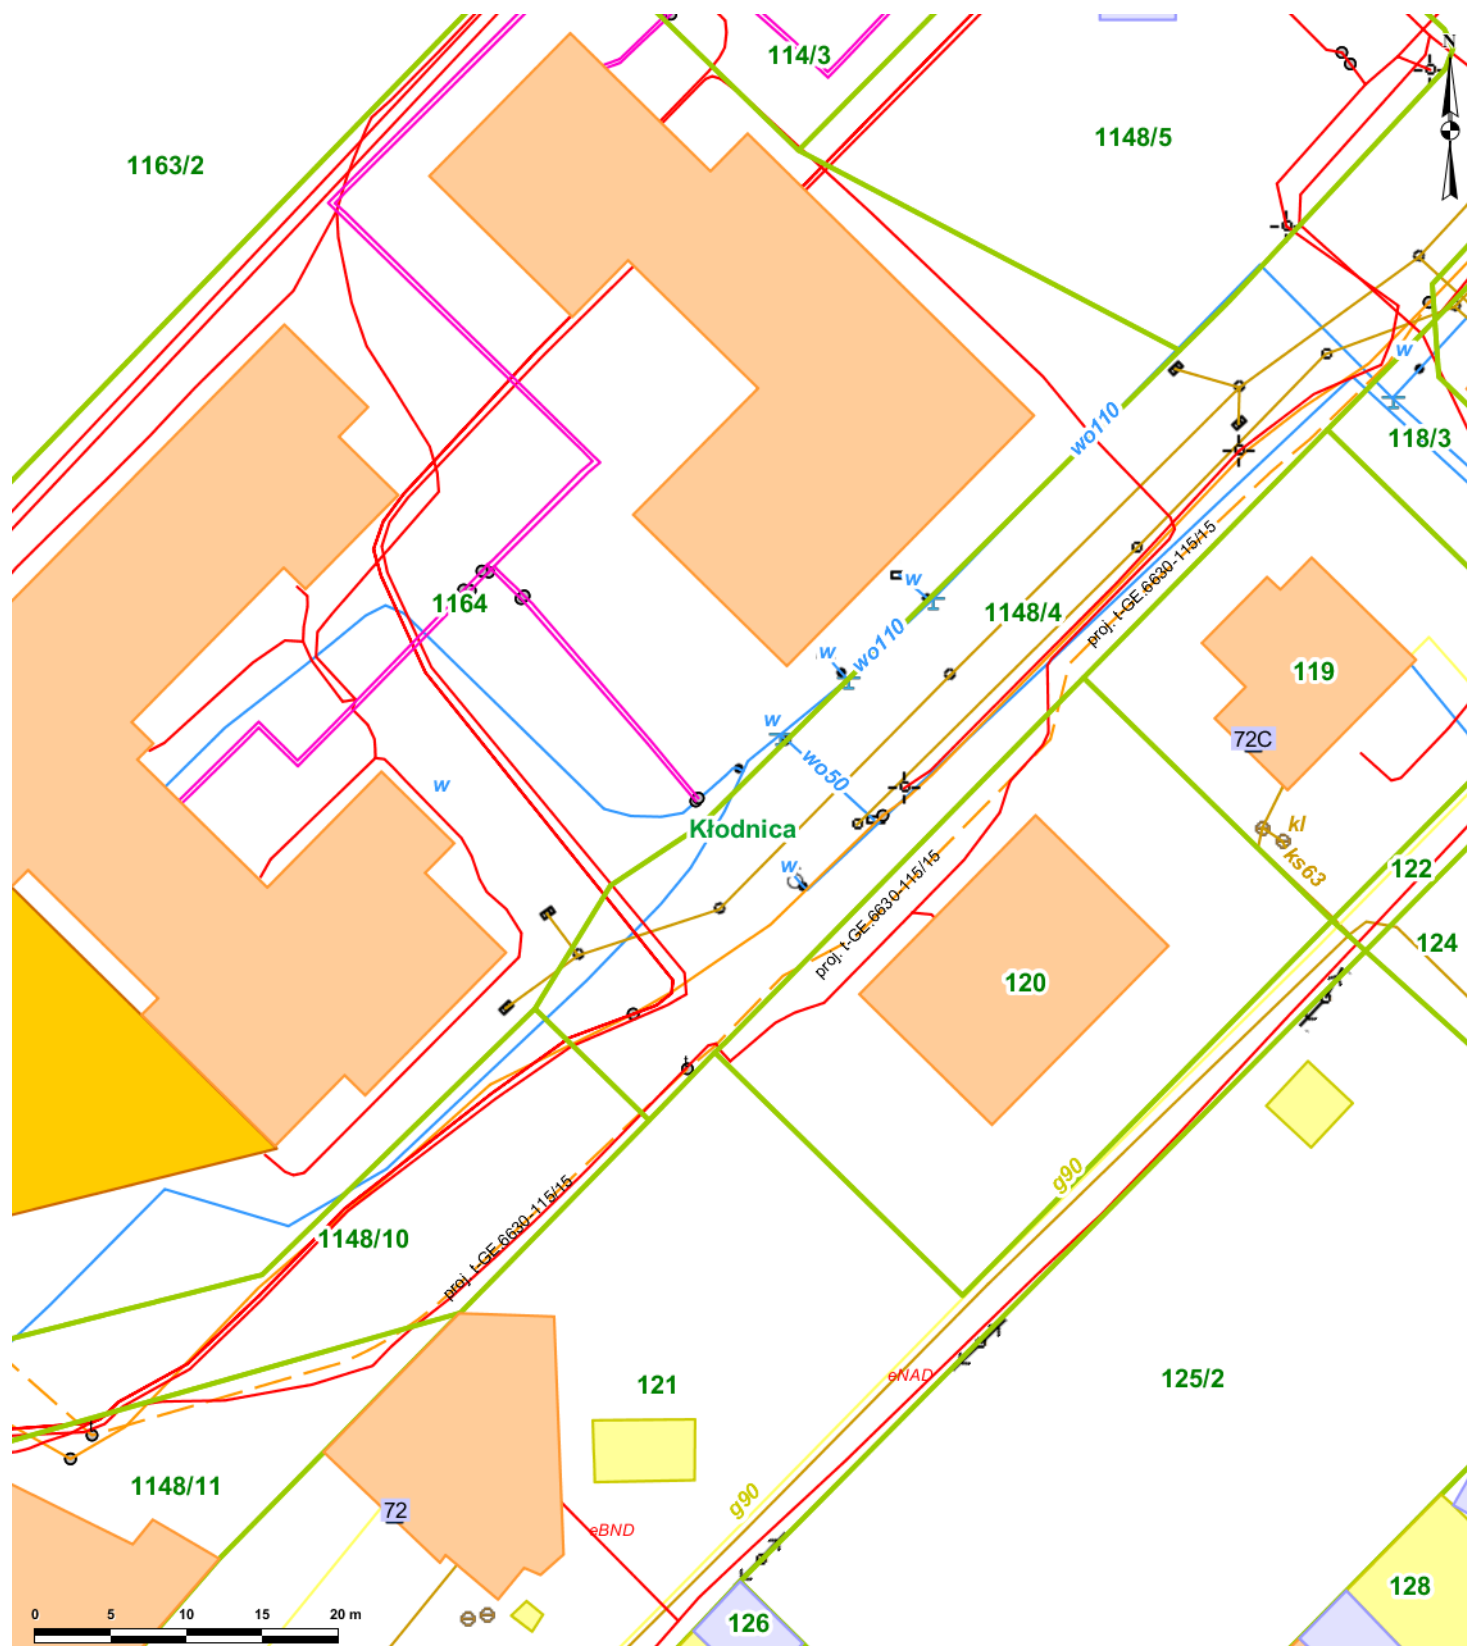 114/3
N
1148/5
1163/2
w
wo110
118/3
proj. t-GE.6630-115/15
w
1164
1148/4
wo110
w
119
w
72C
wo50
w
Kłodnica
kl
w
ks63
122
proj. t-GE.6630-115/15
124
120
g90
proj. t-GE.6630-115/15
1148/10
eNAD
125/2
121
1148/11
g90
72
eBND
128
0 5 10 15 20 m
126